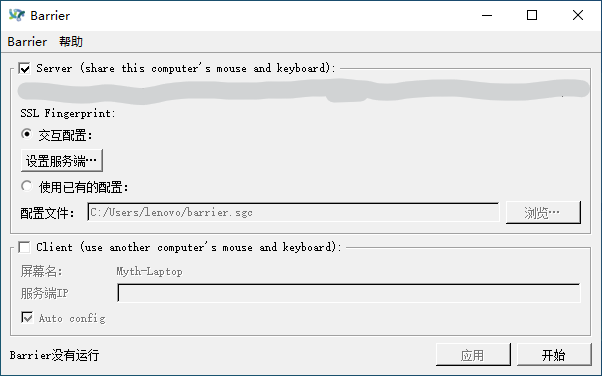 Barrier
Barrier 帮助
Server (share this computer's mouse and keyboard):
SSL Fingerprint:
交互配置:
设置服务端…
使用已有的配置:
配置文件: C:/Users/lenovo/barrier.sgc 浏览…
Client (use another computer's mouse and keyboard):
屏幕名: Myth-Laptop
服务端IP
Auto config
Barrier没有运行 应用 开始